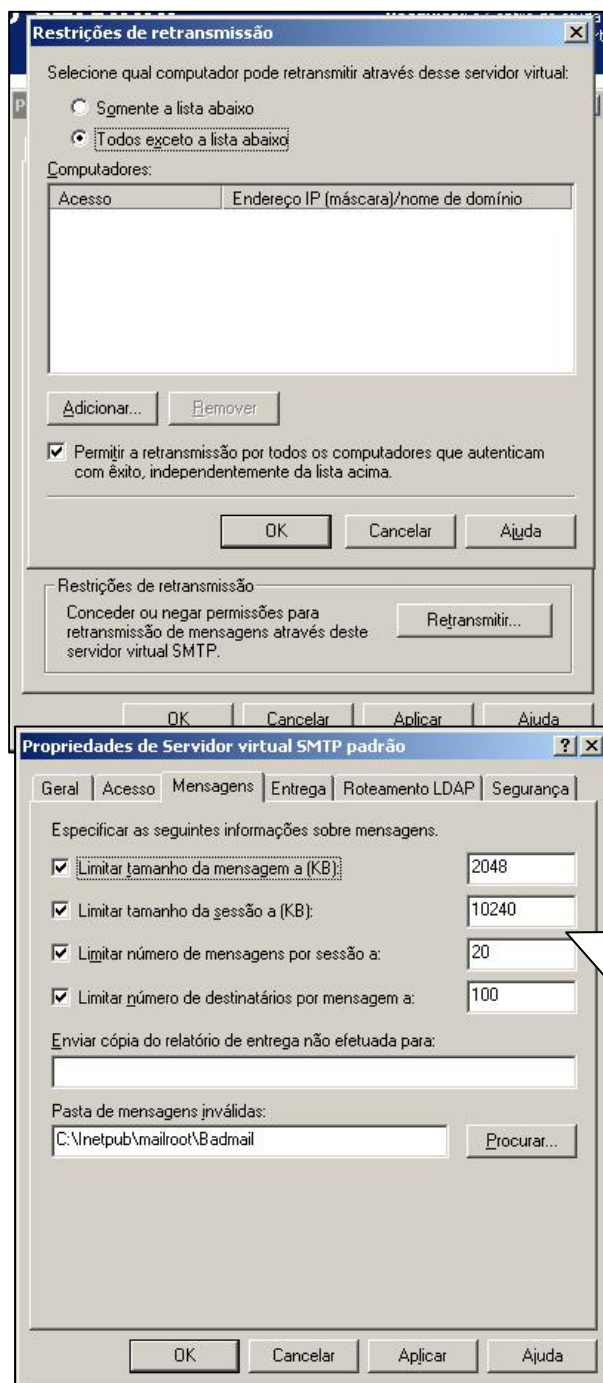 Restrições de retransmissão
Selecione qual computador pode retransmitir através desse servidor virtual:
Somente a lista abaixo
Todos exceto a lista abaixo
Computadores:
Acesso Endereço IP (máscara)/nome de domínio
Adicionar... Remover
Permitir a retransmissão por todos os computadores que autenticam
com êxito, independentemente da lista acima.
OK Cancelar Ajuda
Restrições de retransmissão
Conceder ou negar permissões para
retransmissão de mensagens através deste
servidor virtual SMTP.
Retransmitir...
OK Cancelar Aplicar Ajuda
Propriedades de Servidor virtual SMTP padrão
Geral Acesso Mensagens Entrega Roteamento LDAP Segurança
Especificar as seguintes informações sobre mensagens.
Limitar tamanho da mensagem a (KB): 2048
Limitar tamanho da sessão a (KB): 10240
Limitar número de mensagens por sessão a: 20
Limitar número de destinatários por mensagem a: 100
Enviar cópia do relatório de entrega não efetuada para:
Pasta de mensagens inválidas:
C:\Inetpub\mailroot\Badmail Procurar...
OK Cancelar Aplicar Ajuda